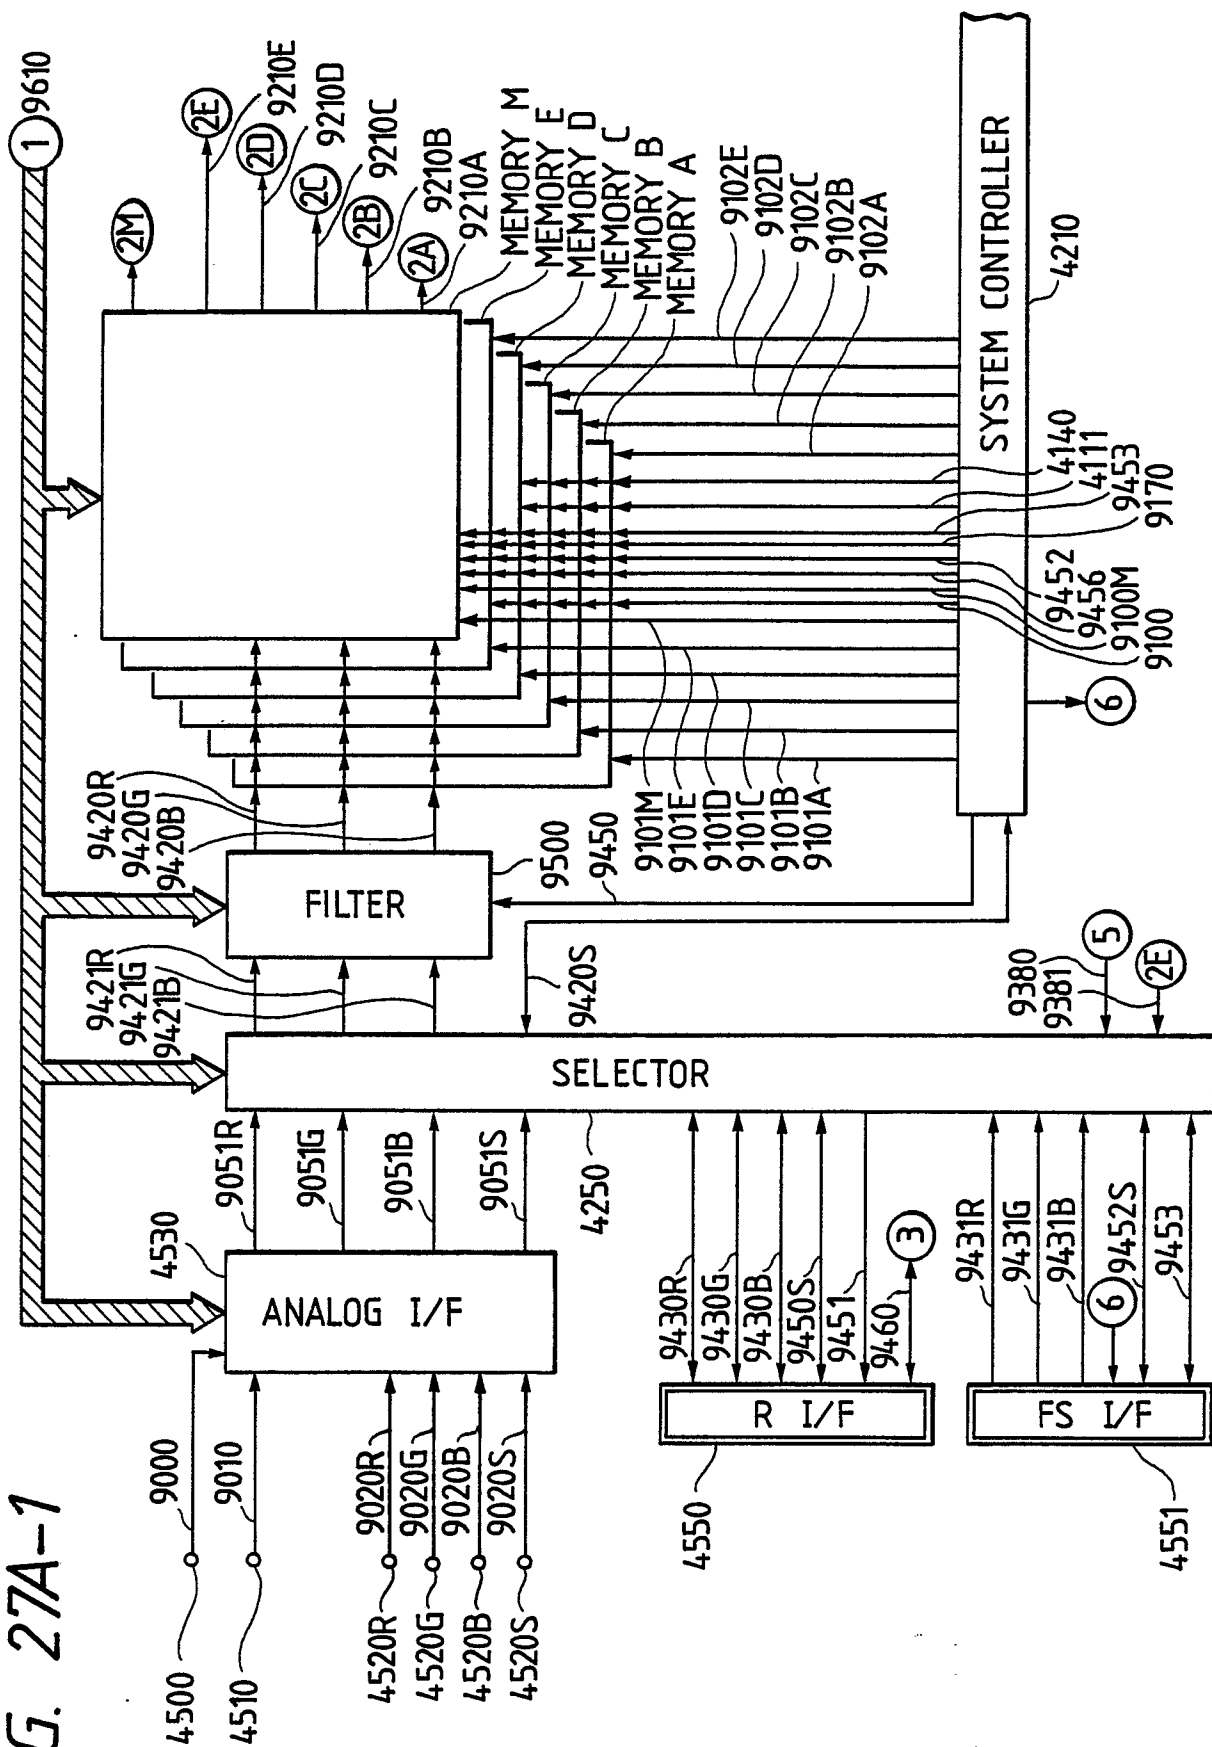 G. 27A-1
1
9610
4500
9000
4510
9010
4520R
9020R
4520G
9020G
4520B
9020B
4520S
9020S
4530
ANALOG I/F
9051R
9051G
9051B
9051S
4250
SELECTOR
9421R
9421G
9421B
9420S
FILTER
9500
9450
9420R
9420G
9420B
2M
2E
9210E
2D
9210D
2C
9210C
2B
9210B
2A
9210A
MEMORY M
MEMORY E
MEMORY D
MEMORY C
MEMORY B
MEMORY A
9102E
9102D
9102C
9102B
9102A
4140
4111
9453
9170
9452
9456
9100M
9100
9101M
9101E
9101D
9101C
9101B
9101A
6
SYSTEM CONTROLLER
4210
R I/F
4550
9430R
9430G
9430B
9450S
9451
9460
3
FS I/F
4551
9431R
9431G
9431B
6
9452S
9453
9380
5
9381
2E